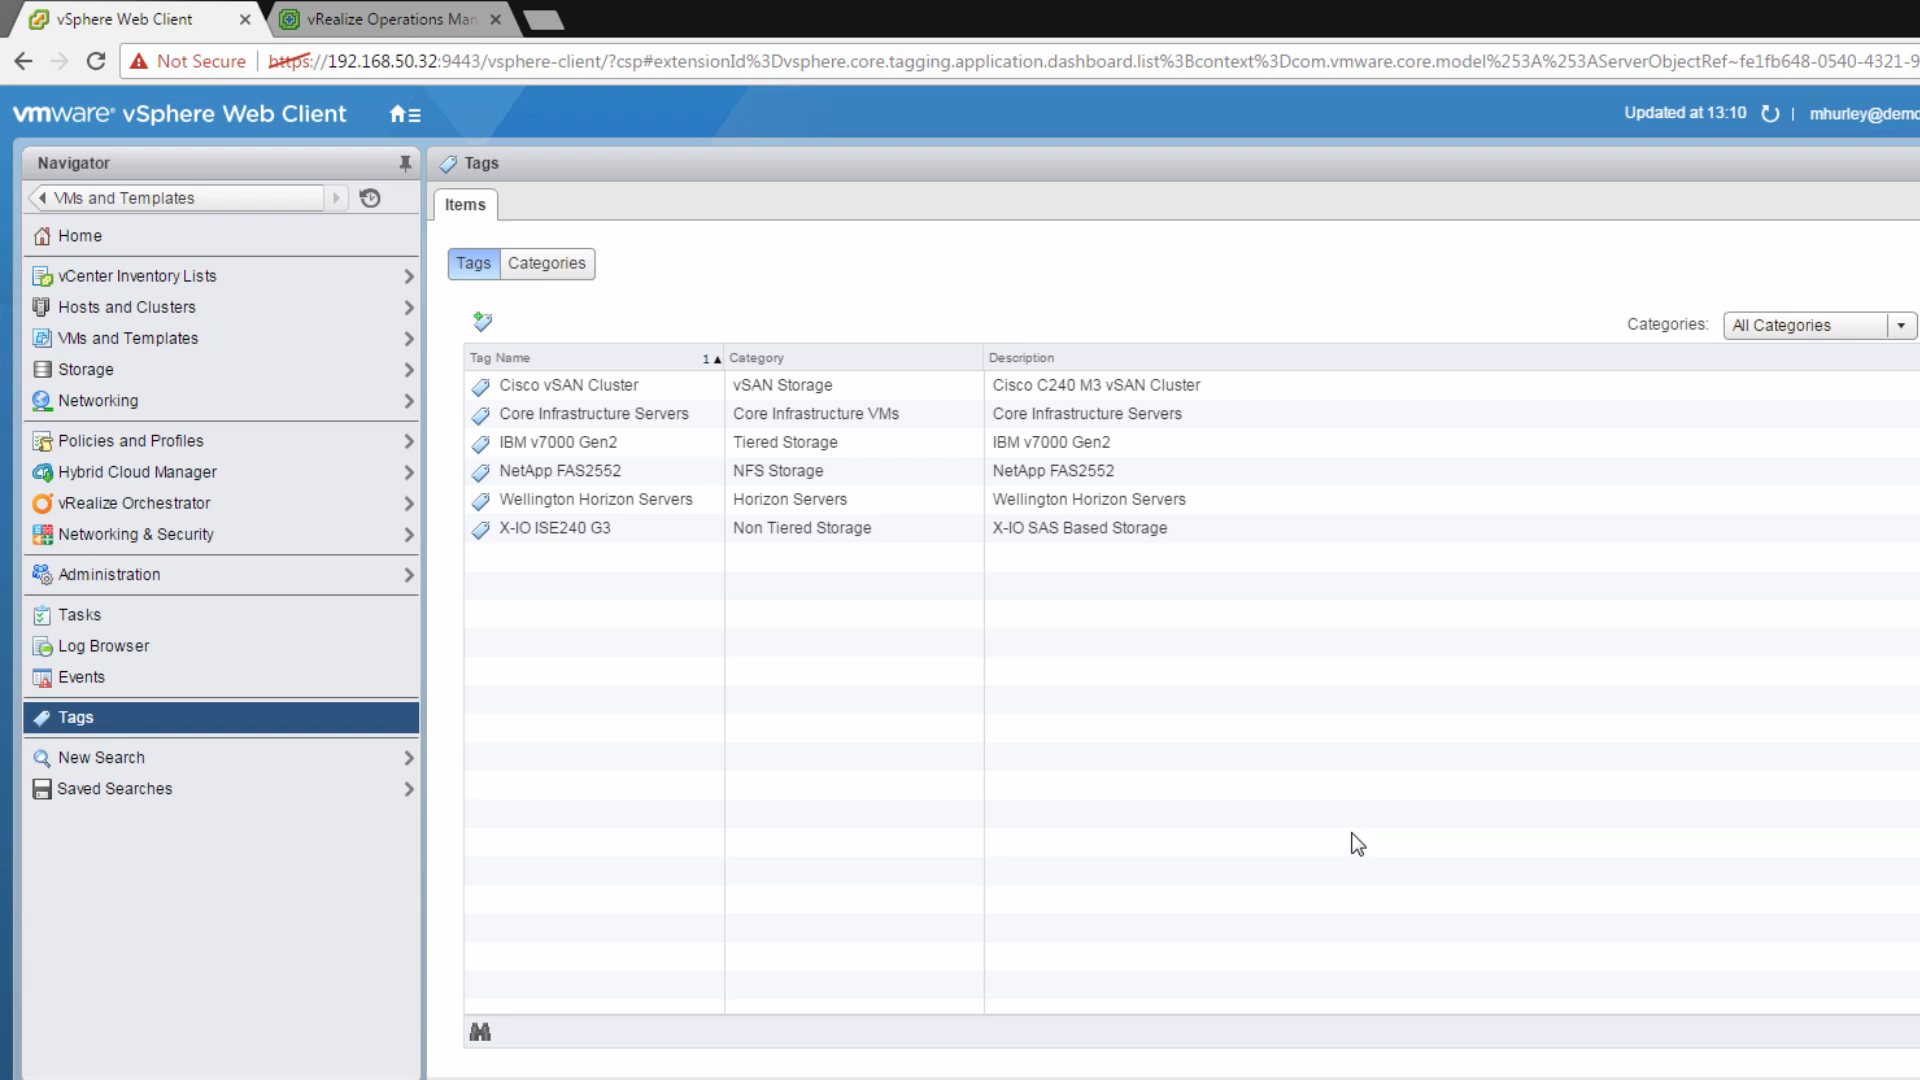 vSphere Web Client
vRealize Operations Man
Not Secure
https://192.168.50.32:9443/vsphere-client/?csp#extensionId%3Dvsphere.core.tagging.application.dashboard.list%3Bcontext%3Dcom.vmware.core.model%253A%253AServerObjectRef~fe1fb648-0540-4321-9
vmware® vSphere Web Client
Updated at 13:10
mhurley@demo
Navigator
VMs and Templates
Home
vCenter Inventory Lists
Hosts and Clusters
VMs and Templates
Storage
Networking
Policies and Profiles
Hybrid Cloud Manager
vRealize Orchestrator
Networking & Security
Administration
Tasks
Log Browser
Events
Tags
New Search
Saved Searches
Tags
Items
Tags Categories
Categories: All Categories
Tag Name 1 ▲ Category Description
Cisco vSAN Cluster vSAN Storage Cisco C240 M3 vSAN Cluster
Core Infrastructure Servers Core Infrastructure VMs Core Infrastructure Servers
IBM v7000 Gen2 Tiered Storage IBM v7000 Gen2
NetApp FAS2552 NFS Storage NetApp FAS2552
Wellington Horizon Servers Horizon Servers Wellington Horizon Servers
X-IO ISE240 G3 Non Tiered Storage X-IO SAS Based Storage